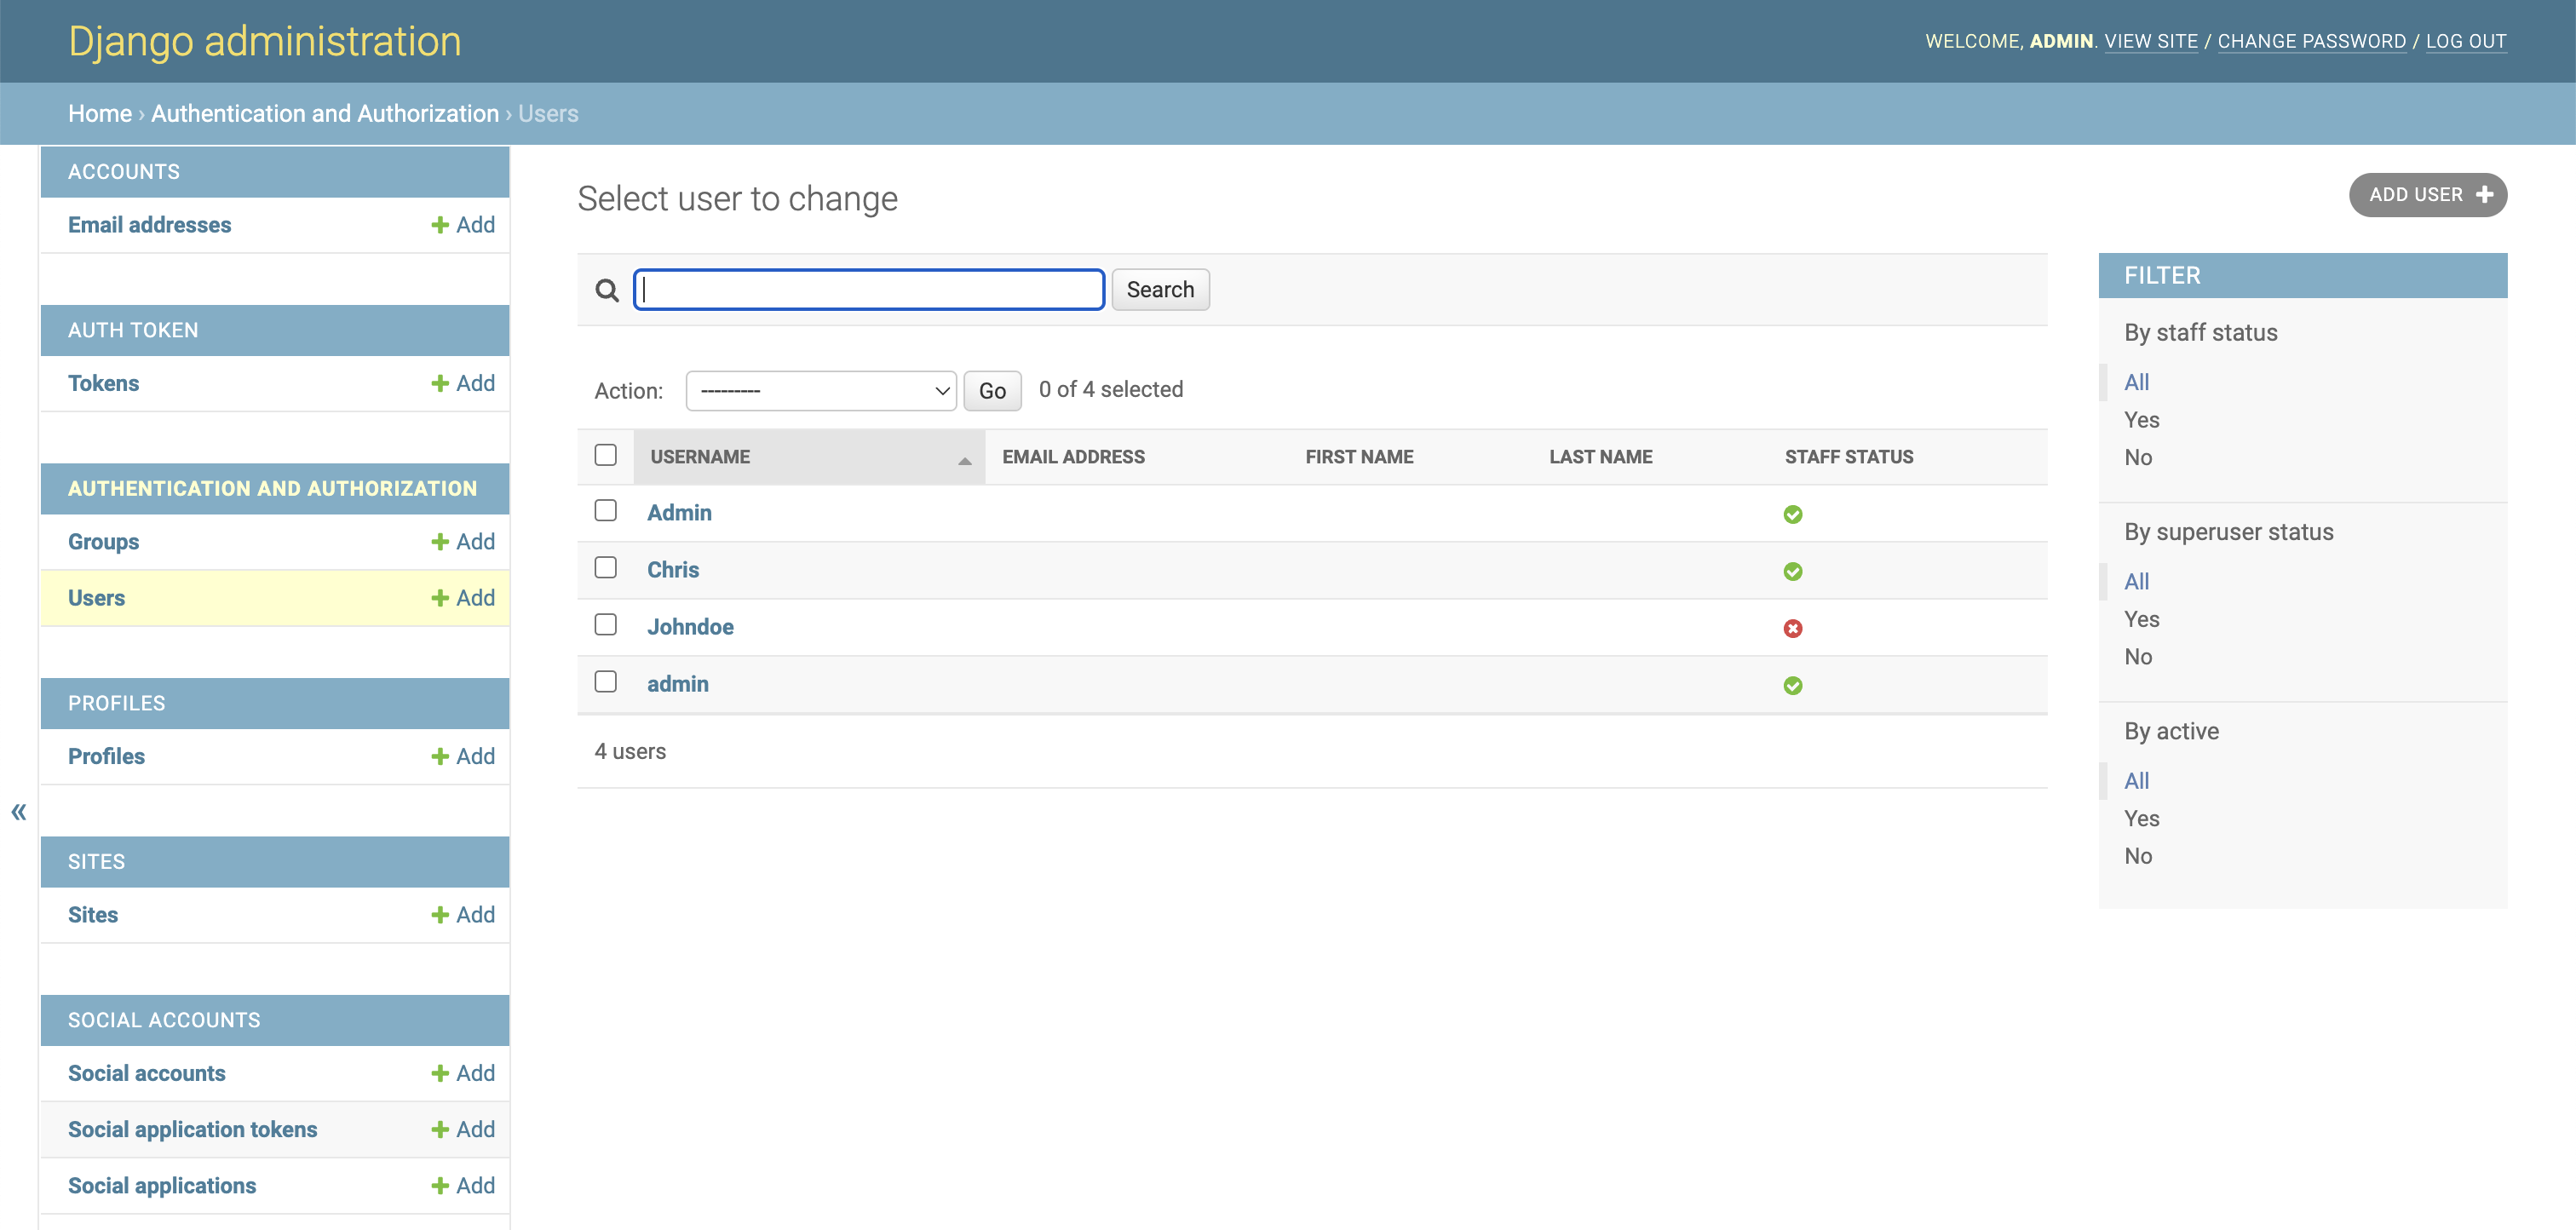 Django administration
WELCOME, ADMIN. VIEW SITE / CHANGE PASSWORD / LOG OUT
Home › Authentication and Authorization › Users
ACCOUNTS
Email addresses + Add
AUTH TOKEN
Tokens + Add
AUTHENTICATION AND AUTHORIZATION
Groups + Add
Users + Add
PROFILES
Profiles + Add
SITES
Sites + Add
SOCIAL ACCOUNTS
Social accounts + Add
Social application tokens + Add
Social applications + Add
«
Select user to change
ADD USER +
Search
Action: --------- Go 0 of 4 selected
USERNAME EMAIL ADDRESS FIRST NAME LAST NAME STAFF STATUS
Admin
Chris
Johndoe
admin
4 users
FILTER
By staff status
All
Yes
No
By superuser status
All
Yes
No
By active
All
Yes
No